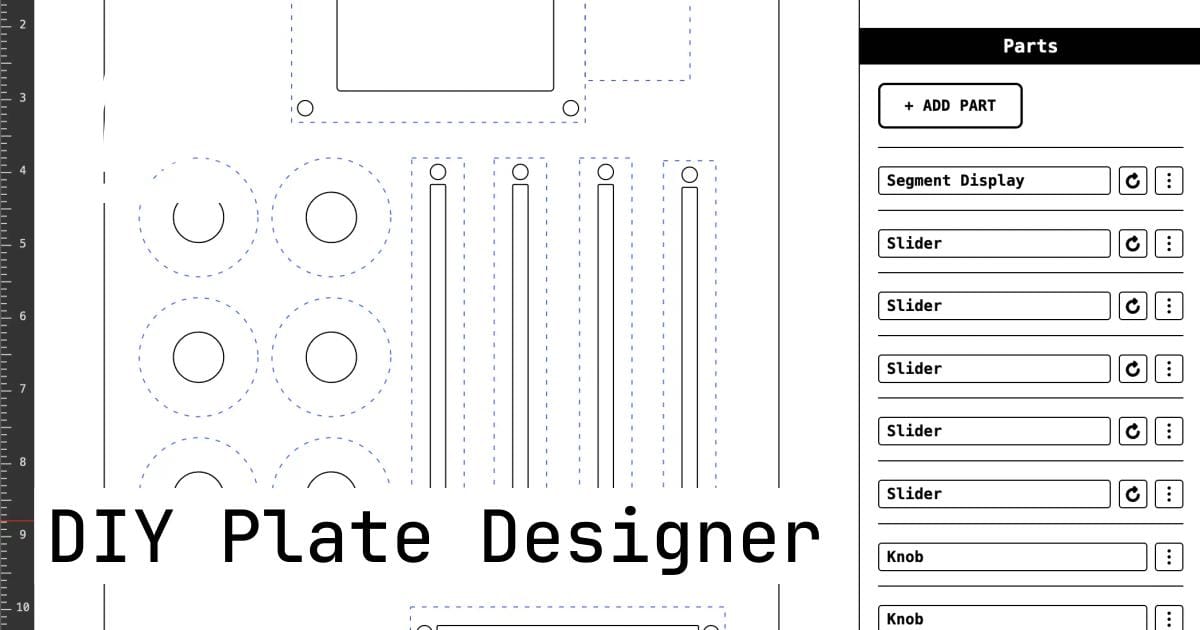 2
3
4
5
6
7
8
9
10
DIY Plate Designer
Parts
+ ADD PART
Segment Display
Slider
Slider
Slider
Slider
Slider
Knob
Knob